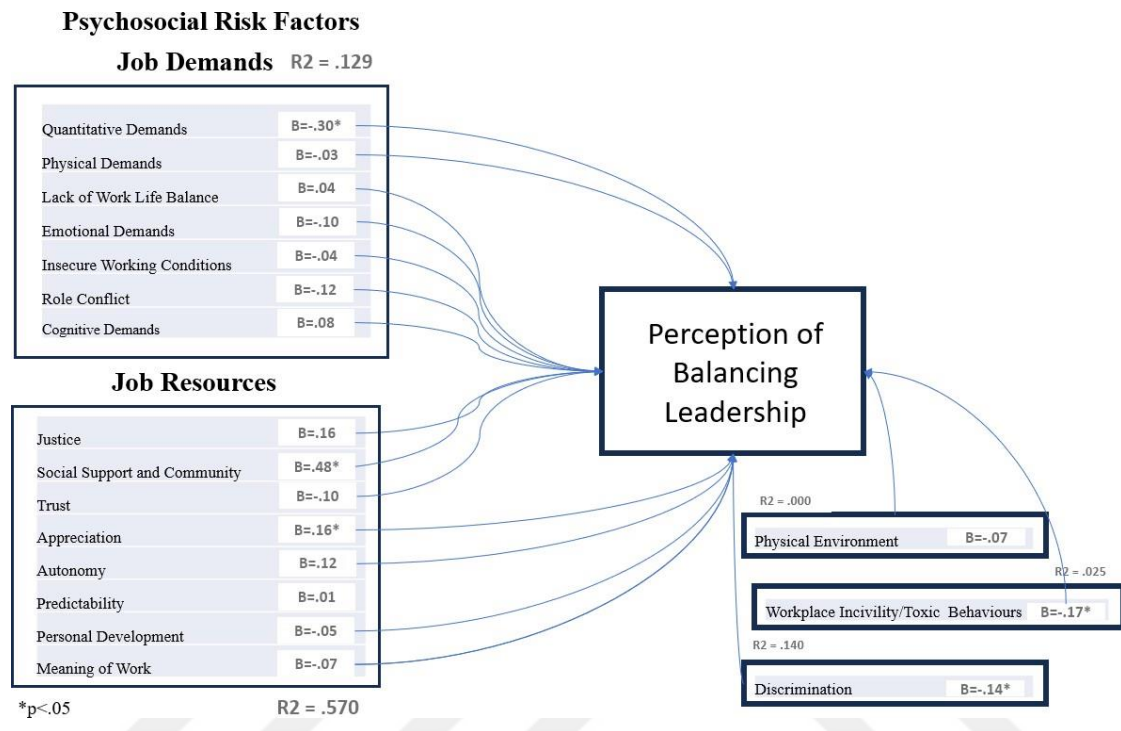 Psychosocial Risk Factors
Job Demands R2 = .129
Quantitative Demands B=-.30*
Physical Demands B=-.03
Lack of Work Life Balance B=.04
Emotional Demands B=-.10
Insecure Working Conditions B=-.04
Role Conflict B=-.12
Cognitive Demands B=.08
Job Resources
Justice B=.16
Social Support and Community B=.48*
Trust B=-.10
Appreciation B=.16*
Autonomy B=.12
Predictability B=.01
Personal Development B=-.05
Meaning of Work B=-.07
*p<.05 R2 = .570
Perception of
Balancing
Leadership
R2 = .000
Physical Environment B=-.07
R2 = .025
Workplace Incivility/Toxic Behaviours B=-.17*
R2 = .140
Discrimination B=-.14*